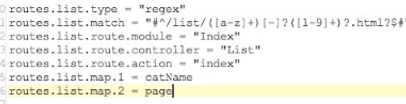 routes.list.type = "regex"
routes.list.match = "#^/list/([a-z]+)[-]?([1-9]+)?.html?$#"
routes.list.route.module = "Index"
routes.list.route.controller = "List"
routes.list.route.action = "index"
routes.list.map.1 = catName
routes.list.map.2 = page